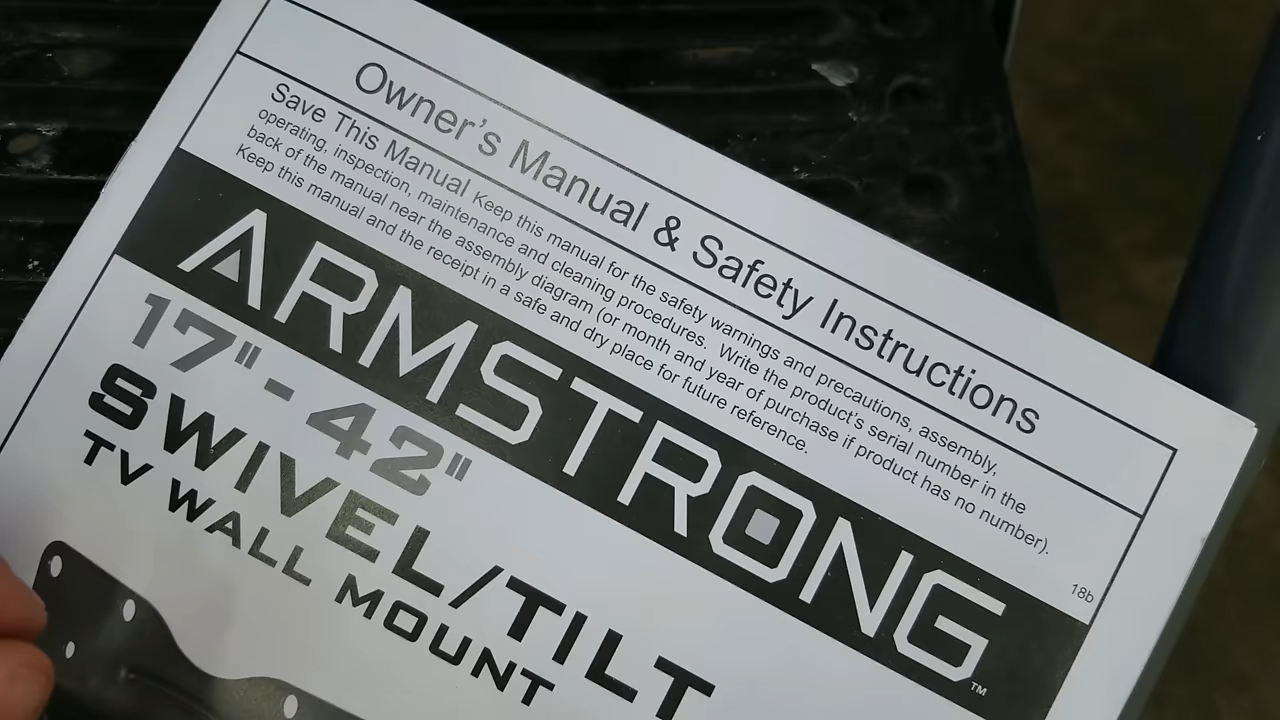 Owner's Manual & Safety Instructions
Save This Manual Keep this manual for the safety warnings and precautions, assembly,
operating, inspection, maintenance and cleaning procedures. Write the product's serial number in the
back of the manual near the assembly diagram (or month and year of purchase if product has no number).
Keep this manual and the receipt in a safe and dry place for future reference.
18b
ARMSTRONG™
17"- 42"
SWIVEL/TILT
TV WALL MOUNT